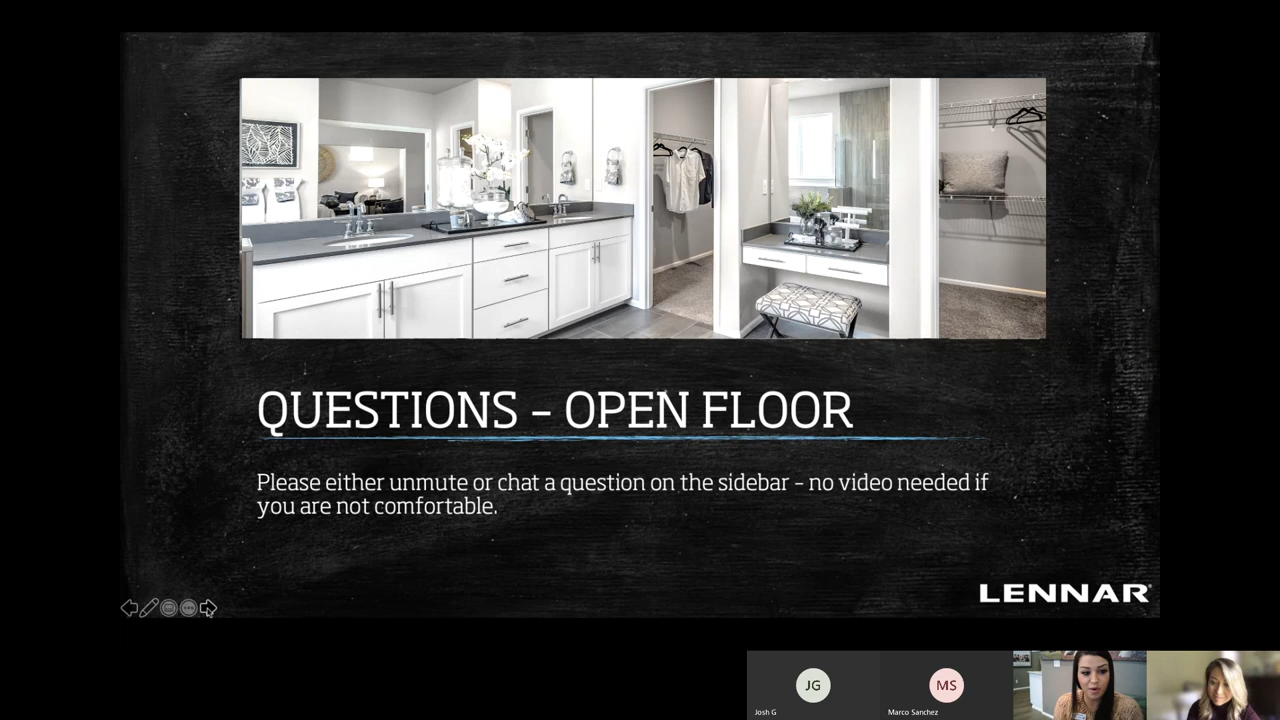 QUESTIONS – OPEN FLOOR
Please either unmute or chat a question on the sidebar – no video needed if
you are not comfortable.
LENNAR
JG
MS
Josh G
Marco Sanchez